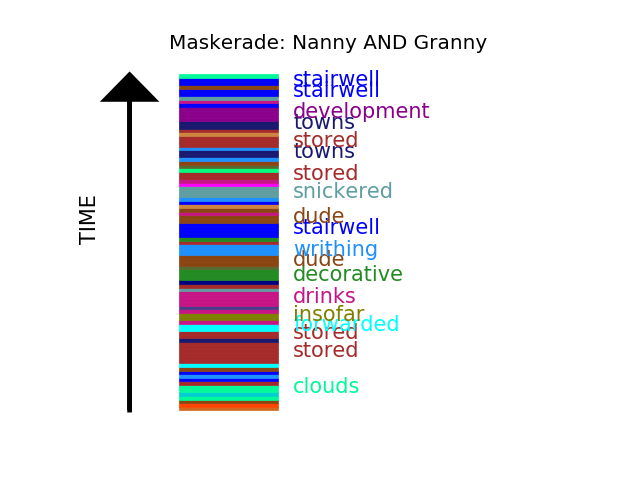 Maskerade: Nanny AND Granny
stairwell
stairwell
development
towns
stored
towns
stored
snickered
dude
stairwell
writhing
dude
decorative
drinks
insofar
forwarded
stored
stored
clouds
TIME